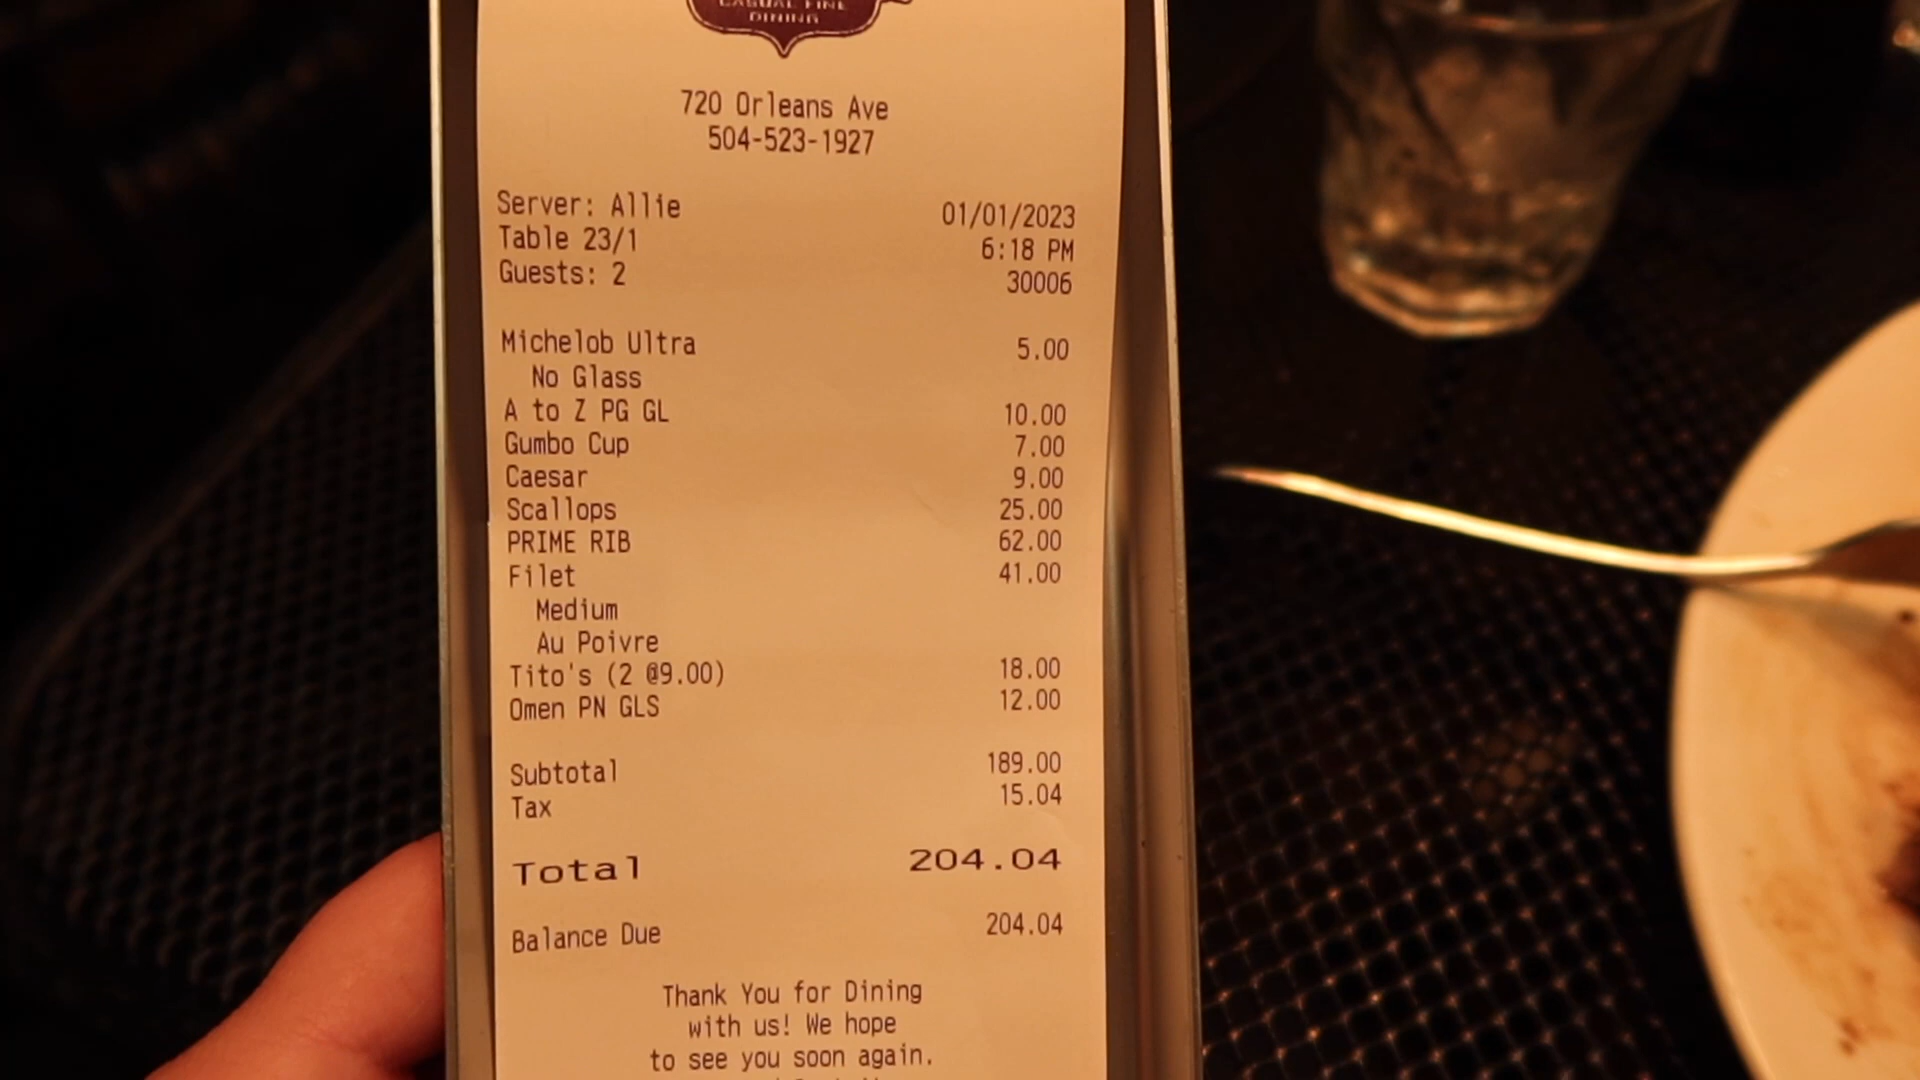 CASUAL FINE
DINING
720 Orleans Ave
504-523-1927
Server: Allie 01/01/2023
Table 23/1 6:18 PM
Guests: 2 30006
Michelob Ultra 5.00
No Glass
A to Z PG GL 10.00
Gumbo Cup 7.00
Caesar 9.00
Scallops 25.00
PRIME RIB 62.00
Filet 41.00
Medium
Au Poivre
Tito's (2 @9.00) 18.00
Omen PN GLS 12.00
Subtotal 189.00
Tax 15.04
Total 204.04
Balance Due 204.04
Thank You for Dining
with us! We hope
to see you soon again.